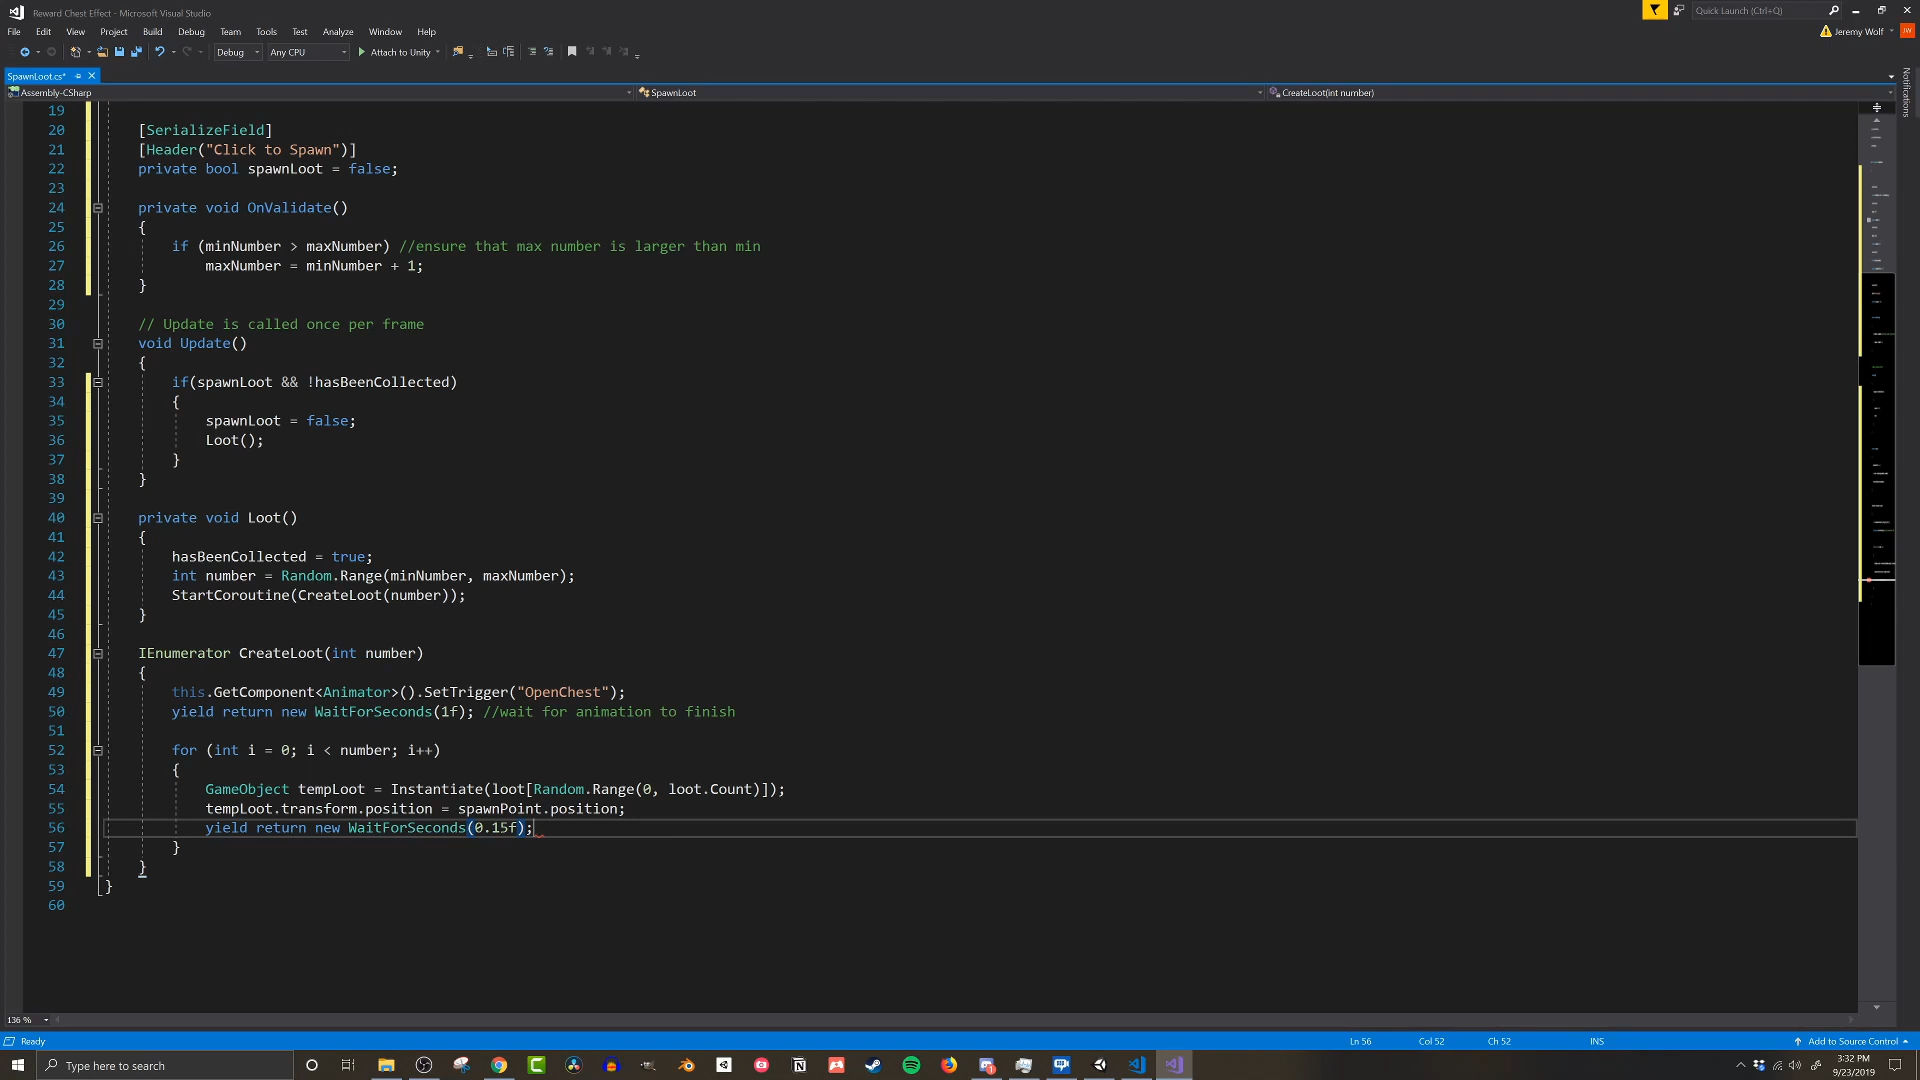 Reward Chest Effect - Microsoft Visual Studio
Quick Launch (Ctrl+Q)
File Edit View Project Build Debug Team Tools Test Analyze Window Help
Jeremy Wolf JW
Debug Any CPU Attach to Unity
SpawnLoot.cs*
Notifications
Assembly-CSharp SpawnLoot CreateLoot(int number)
19
20 [SerializeField]
21 [Header("Click to Spawn")]
22 private bool spawnLoot = false;
23
24 private void OnValidate()
25 {
26 if (minNumber > maxNumber) //ensure that max number is larger than min
27 maxNumber = minNumber + 1;
28 }
29
30 // Update is called once per frame
31 void Update()
32 {
33 if(spawnLoot && !hasBeenCollected)
34 {
35 spawnLoot = false;
36 Loot();
37 }
38 }
39
40 private void Loot()
41 {
42 hasBeenCollected = true;
43 int number = Random.Range(minNumber, maxNumber);
44 StartCoroutine(CreateLoot(number));
45 }
46
47 IEnumerator CreateLoot(int number)
48 {
49 this.GetComponent<Animator>().SetTrigger("OpenChest");
50 yield return new WaitForSeconds(1f); //wait for animation to finish
51
52 for (int i = 0; i < number; i++)
53 {
54 GameObject tempLoot = Instantiate(loot[Random.Range(0, loot.Count)]);
55 tempLoot.transform.position = spawnPoint.position;
56 yield return new WaitForSeconds(0.15f);
57 }
58 }
59 }
60
136 %
Ready Ln 56 Col 52 Ch 52 INS Add to Source Control
Type here to search
3:32 PM
9/23/2019